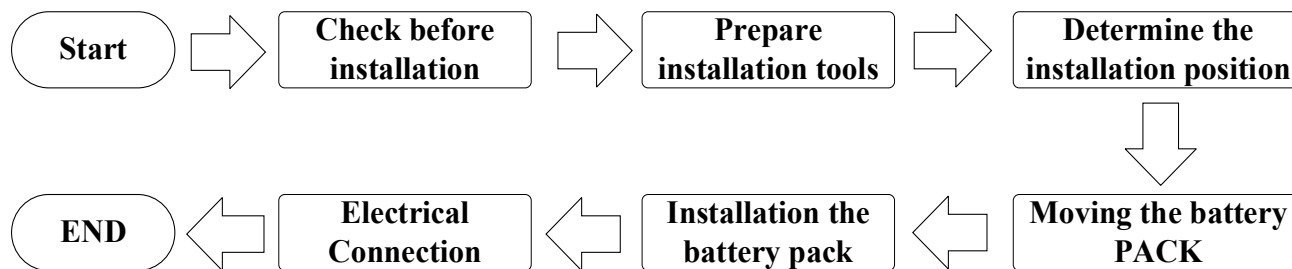 Start
Check before
installation
Prepare
installation tools
Determine the
installation position
Moving the battery
PACK
Installation the
battery pack
Electrical
Connection
END